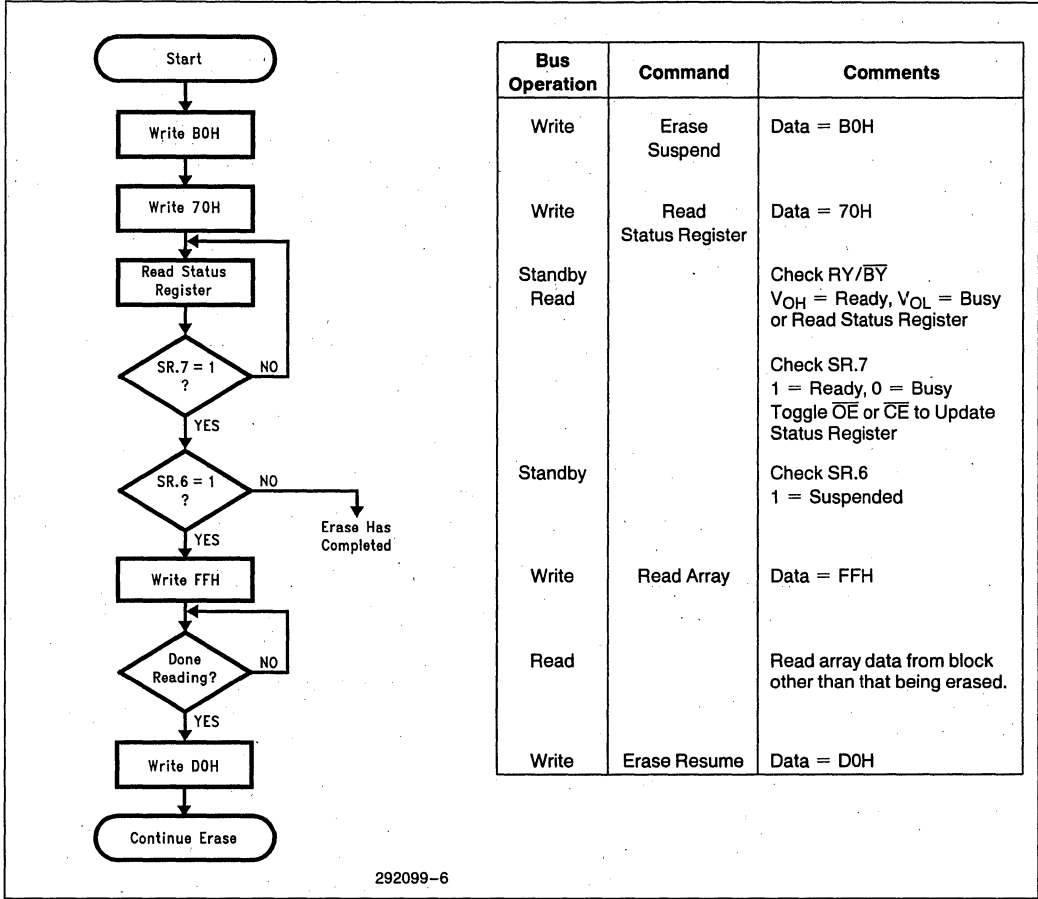 Start
Write B0H
Write 70H
Read Status
Register
SR.7 = 1
?
NO
YES
SR.6 = 1
?
NO
Erase Has
Completed
YES
Write FFH
Done
Reading?
NO
YES
Write D0H
Continue Erase
292099-6
Bus
Operation
Command
Comments
Write
Erase
Suspend
Data = B0H
Write
Read
Status Register
Data = 70H
Standby
Read
Check RY/B̅Y̅
VOH = Ready, VOL = Busy
or Read Status Register
Check SR.7
1 = Ready, 0 = Busy
Toggle O̅E̅ or C̅E̅ to Update
Status Register
Standby
Check SR.6
1 = Suspended
Write
Read Array
Data = FFH
Read
Read array data from block
other than that being erased.
Write
Erase Resume
Data = D0H